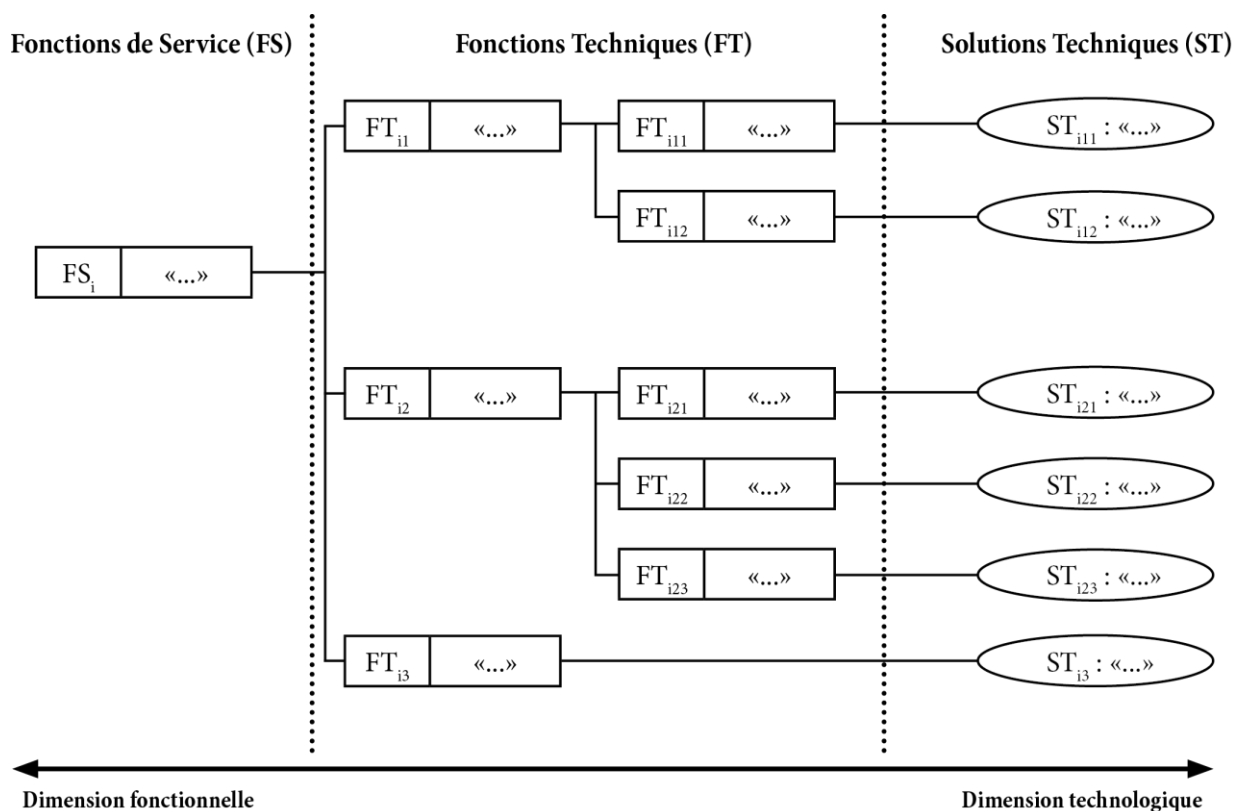 Fonctions de Service (FS) Fonctions Techniques (FT) Solutions Techniques (ST)
FTi1 «...» FTi11 «...» STi11 : «...»
FTi12 «...» STi12 : «...»
FSi «...»
FTi2 «...» FTi21 «...» STi21 : «...»
FTi22 «...» STi22 : «...»
FTi23 «...» STi23 : «...»
FTi3 «...» STi3 : «...»
Dimension fonctionnelle Dimension technologique